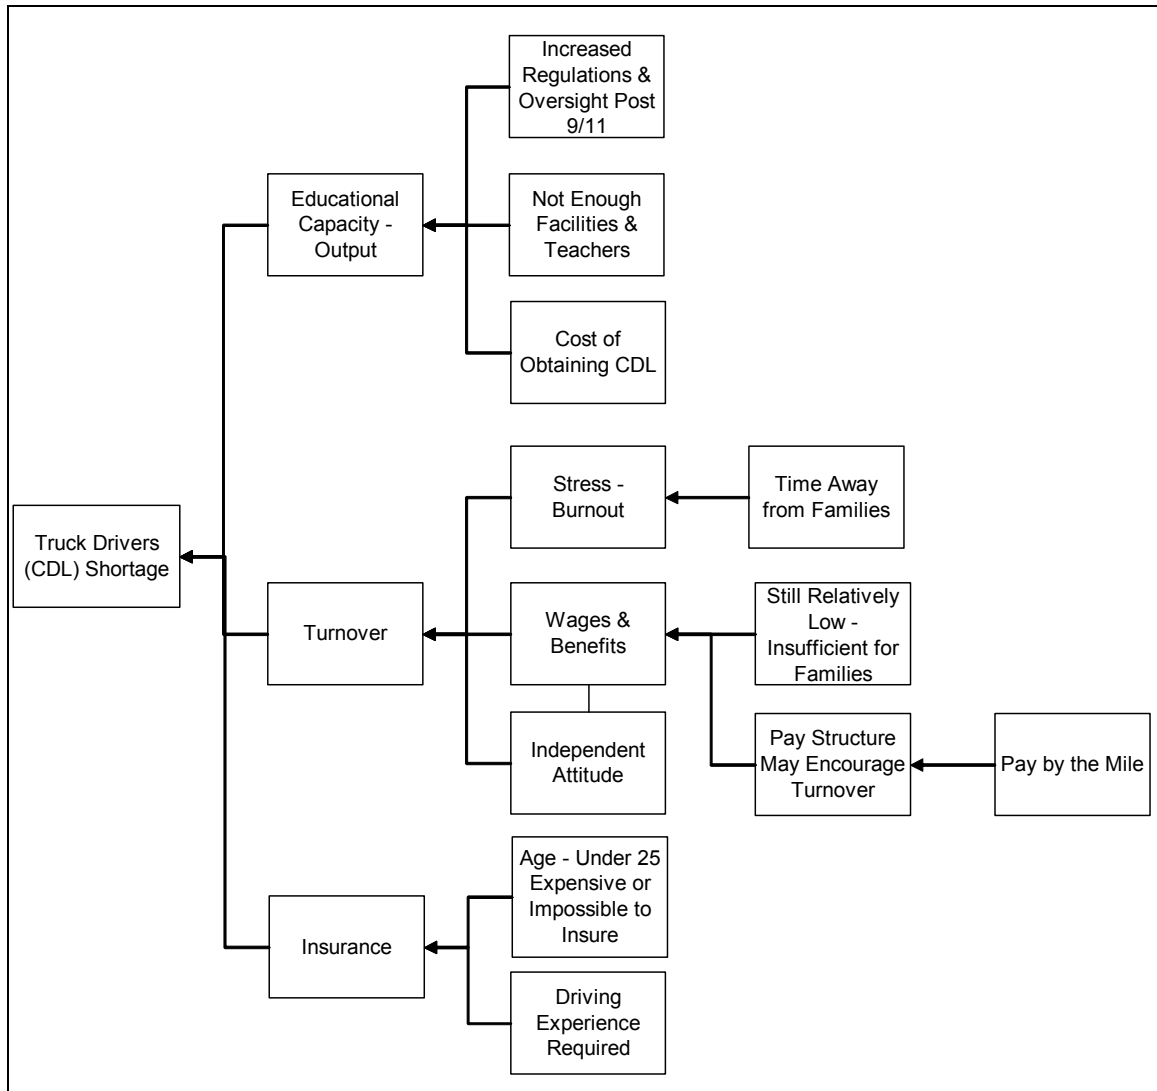 Increased
Regulations &
Oversight Post
9/11
Educational
Capacity -
Output
Not Enough
Facilities &
Teachers
Cost of
Obtaining CDL
Truck Drivers
(CDL) Shortage
Turnover
Stress -
Burnout
Time Away
from Families
Wages &
Benefits
Still Relatively
Low -
Insufficient for
Families
Independent
Attitude
Pay Structure
May Encourage
Turnover
Pay by the Mile
Insurance
Age - Under 25
Expensive or
Impossible to
Insure
Driving
Experience
Required